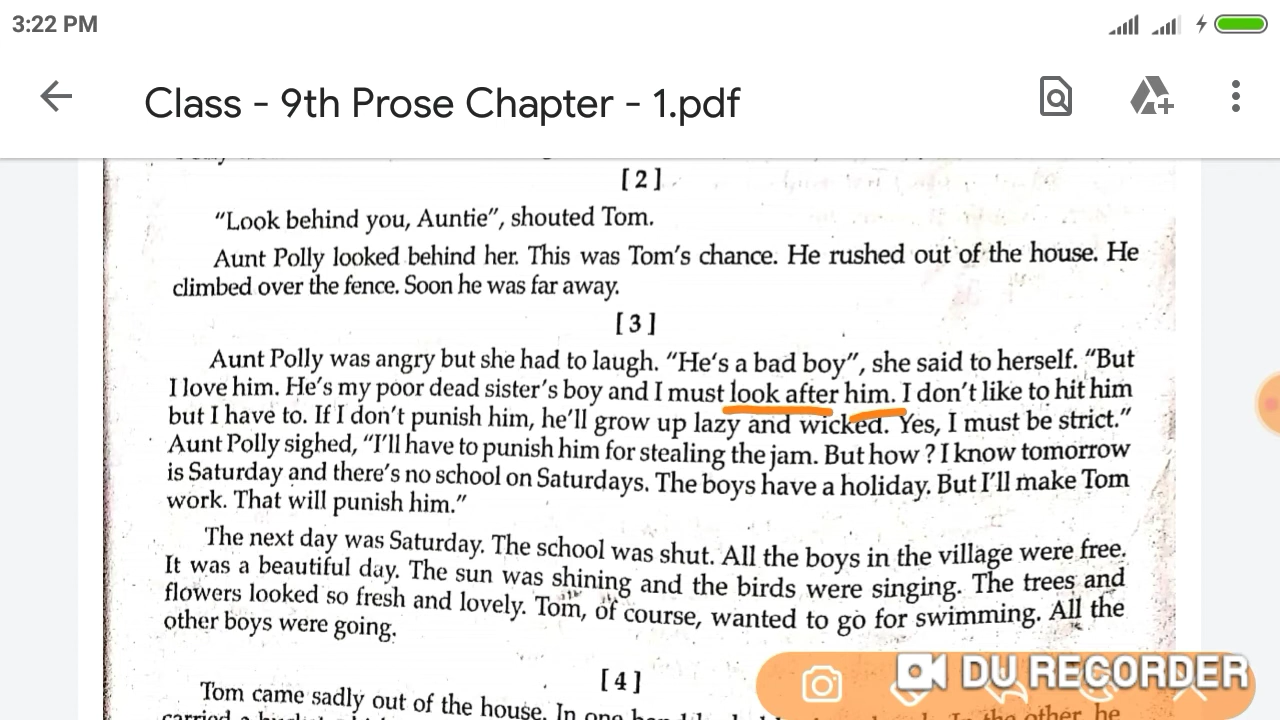 3:22 PM
Class - 9th Prose Chapter - 1.pdf
[2]
“Look behind you, Auntie”, shouted Tom.
Aunt Polly looked behind her. This was Tom’s chance. He rushed out of the house. He
climbed over the fence. Soon he was far away.
[3]
Aunt Polly was angry but she had to laugh. “He’s a bad boy”, she said to herself. “But
I love him. He’s my poor dead sister’s boy and I must look after him. I don’t like to hit him
but I have to. If I don’t punish him, he’ll grow up lazy and wicked. Yes, I must be strict.”
Aunt Polly sighed, “I’ll have to punish him for stealing the jam. But how ? I know tomorrow
is Saturday and there’s no school on Saturdays. The boys have a holiday. But I’ll make Tom
work. That will punish him.”
The next day was Saturday. The school was shut. All the boys in the village were free.
It was a beautiful day. The sun was shining and the birds were singing. The trees and
flowers looked so fresh and lovely. Tom, of course, wanted to go for swimming. All the
other boys were going.
[4]
DU RECORDER
Tom came sadly out of the house. In one
the other he